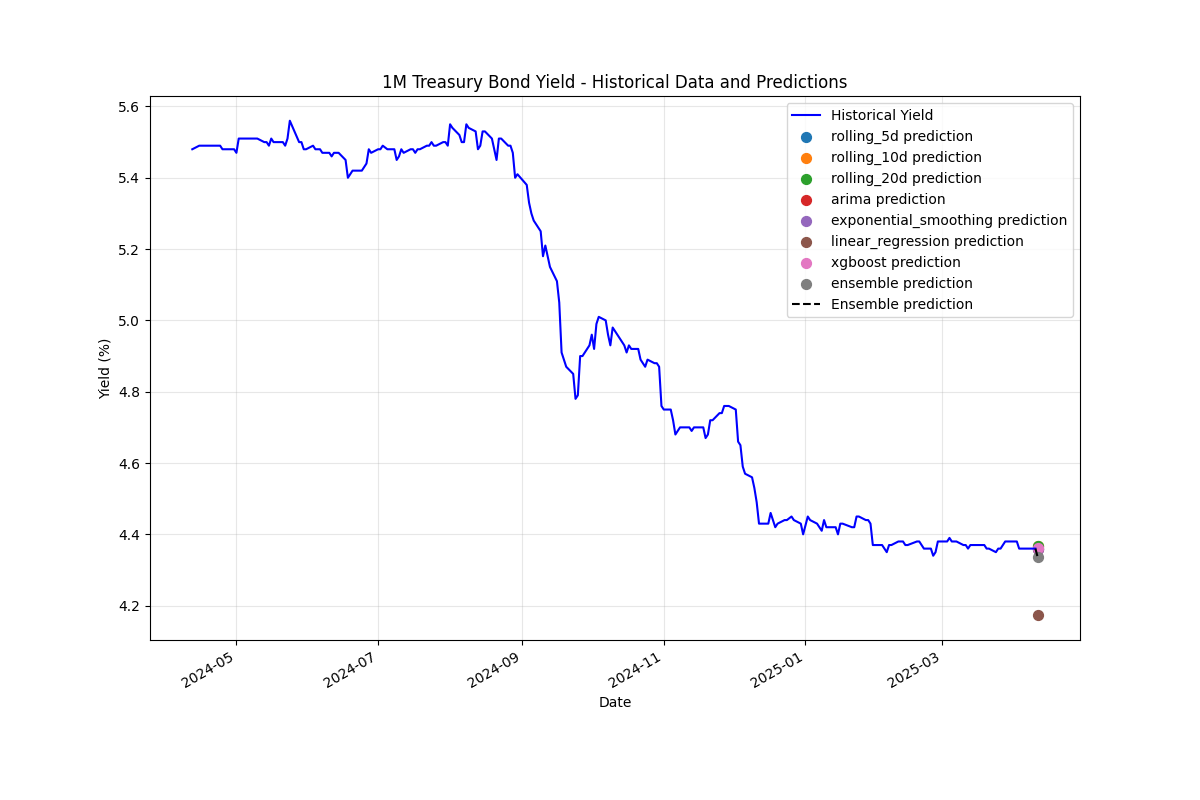 1M Treasury Bond Yield - Historical Data and Predictions
5.6
5.4
5.2
5.0
4.8
4.6
4.4
4.2
Yield (%)
Historical Yield
rolling_5d prediction
rolling_10d prediction
rolling_20d prediction
arima prediction
exponential_smoothing prediction
linear_regression prediction
xgboost prediction
ensemble prediction
Ensemble prediction
2024-05
2024-07
2024-09
2024-11
2025-01
2025-03
Date